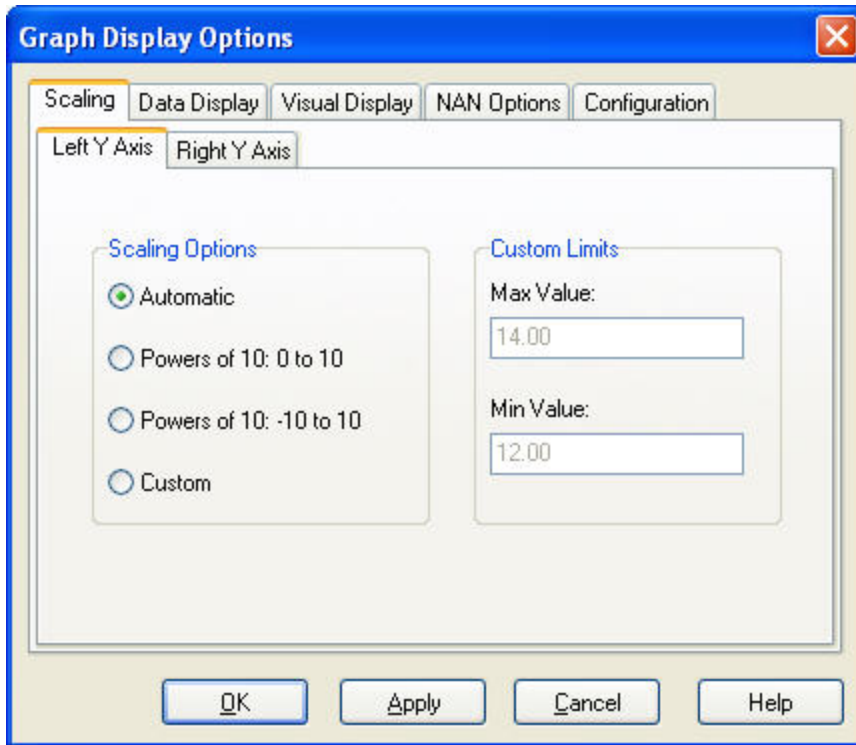 Graph Display Options
Scaling Data Display Visual Display NAN Options Configuration
Left Y Axis Right Y Axis
Scaling Options
Automatic
Powers of 10: 0 to 10
Powers of 10: -10 to 10
Custom
Custom Limits
Max Value:
14.00
Min Value:
12.00
OK Apply Cancel Help